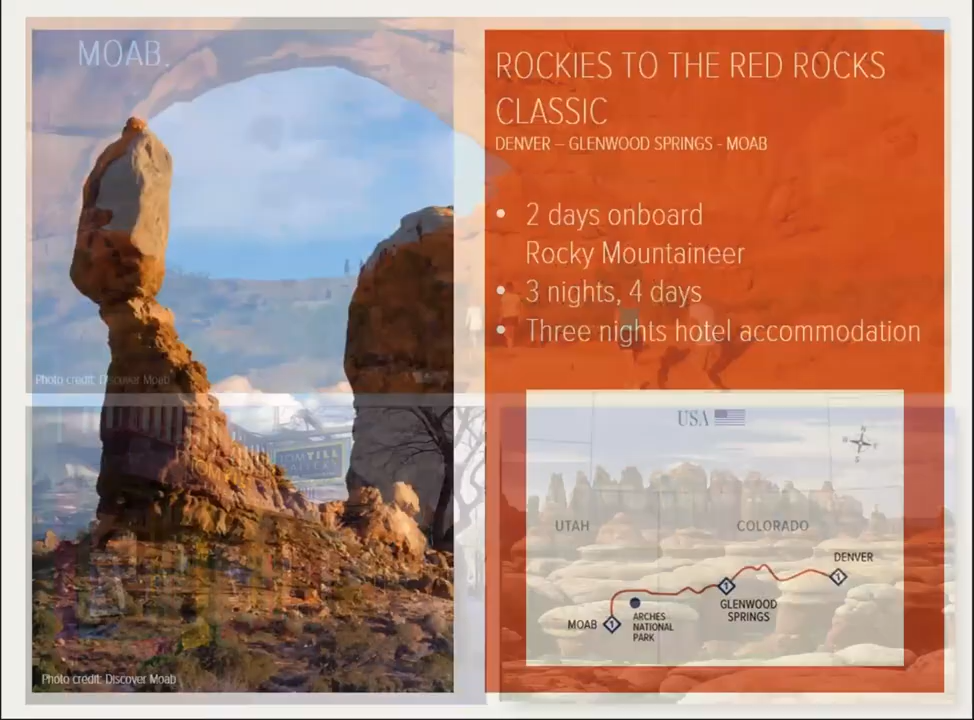 MOAB.
Photo credit: Discover Moab
TOMTILL
GALLERY
Photo credit: Discover Moab
ROCKIES TO THE RED ROCKS
CLASSIC
DENVER – GLENWOOD SPRINGS - MOAB
• 2 days onboard
Rocky Mountaineer
• 3 nights, 4 days
• Three nights hotel accommodation
USA
N
W E
S
UTAH
COLORADO
DENVER
1
GLENWOOD
SPRINGS
1
MOAB
1
ARCHES
NATIONAL
PARK